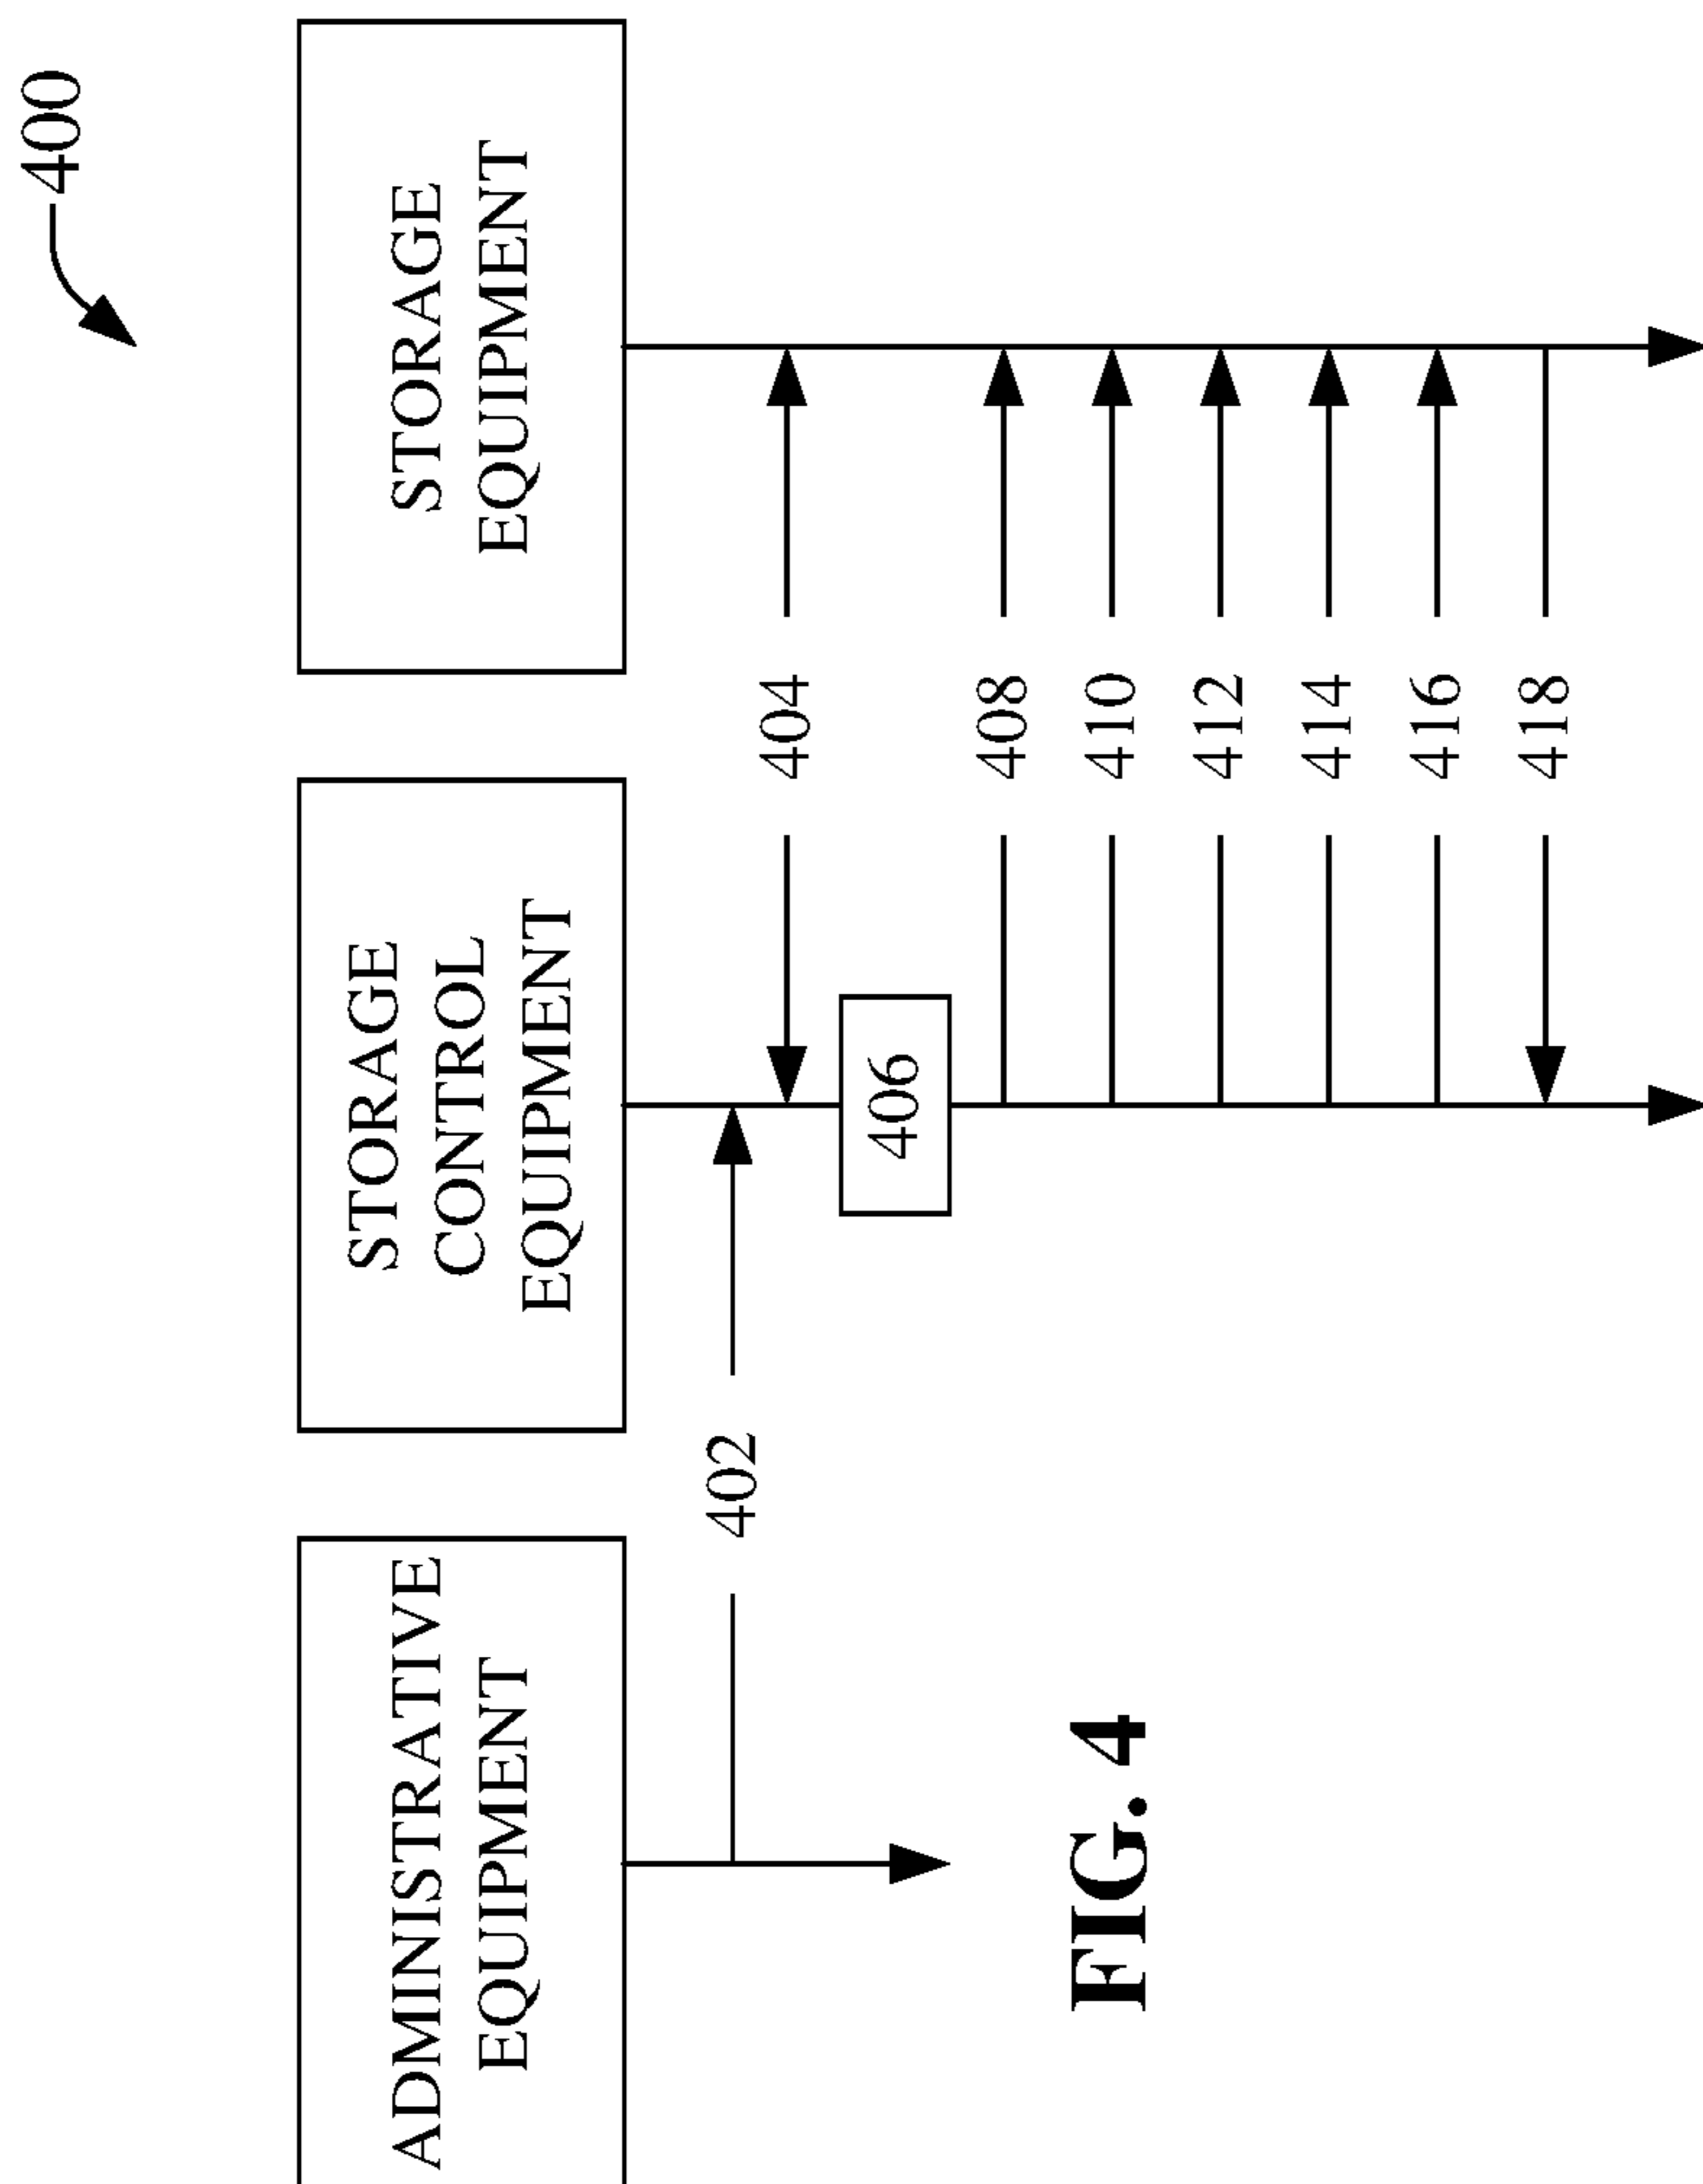 400
ADMINISTRATIVE
EQUIPMENT
STORAGE
CONTROL
EQUIPMENT
STORAGE
EQUIPMENT
402
404
406
408
410
412
414
416
418
FIG. 4